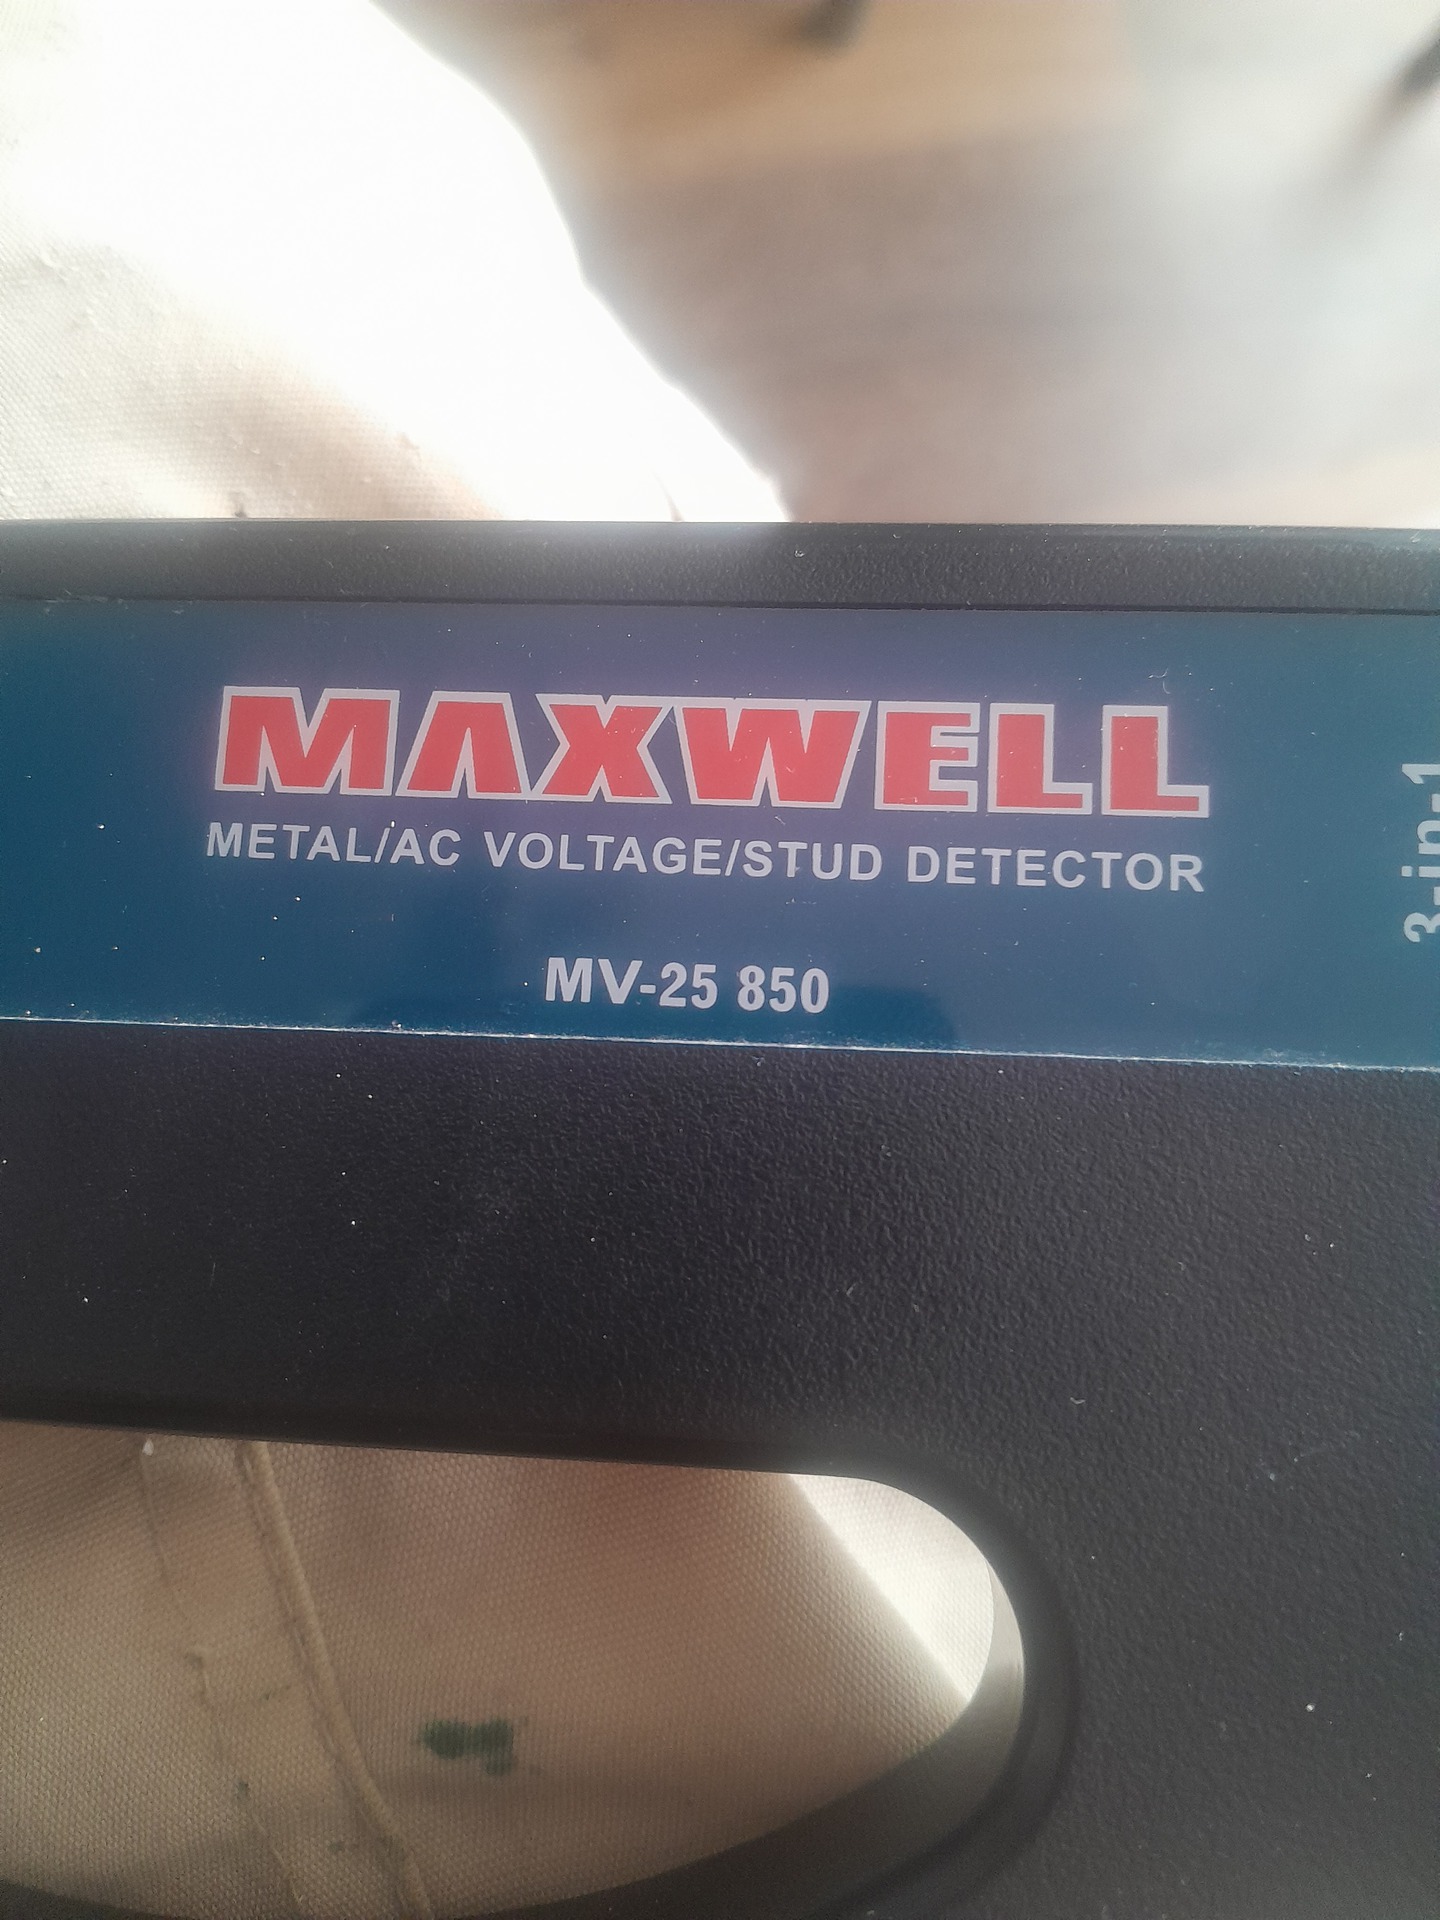 MAXWELL
METAL/AC VOLTAGE/STUD DETECTOR
MV-25 850
3-in-1